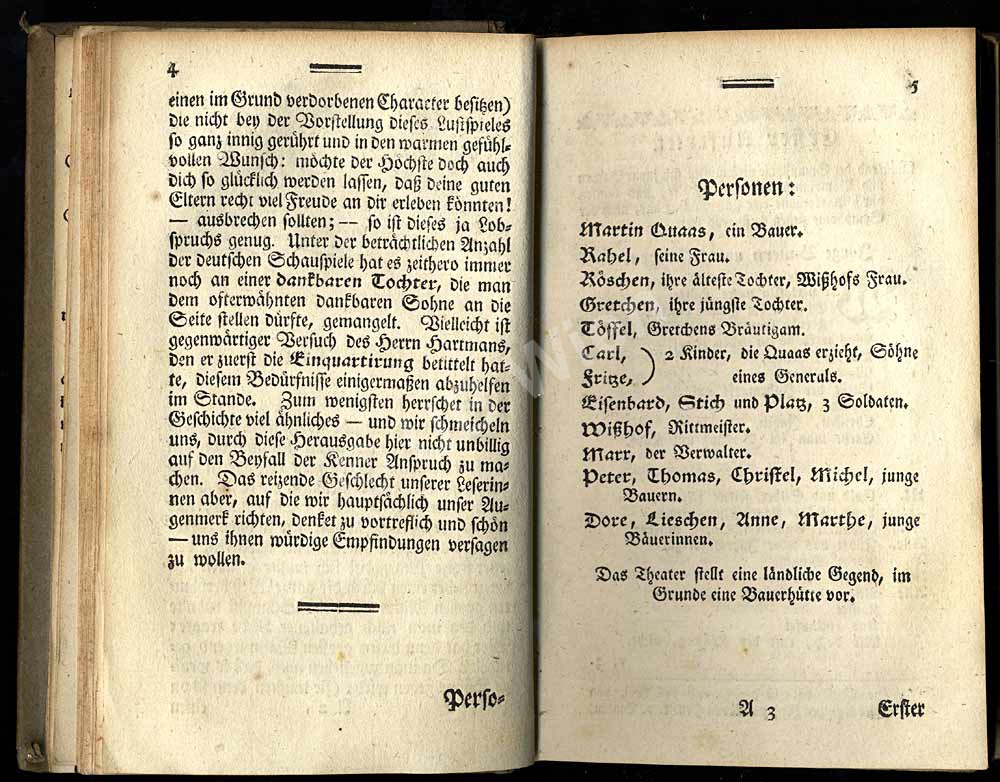 4
einen im Grund verdorbenen Character besitzen)
die nicht bey der Vorstellung dieses Lustspieles
so ganz innig gerührt und in den warmen gefühl-
vollen Wunsch: möchte der Höchste doch auch
dich so glücklich werden lassen, daß deine guten
Eltern recht viel Freude an dir erleben könnten!
— ausbrechen sollten; — so ist dieses ja Lob-
spruchs genug. Unter der beträchtlichen Anzahl
der deutschen Schauspiele hat es zeithero immer
noch an einer dankbaren Tochter, die man
dem ofterwähnten dankbaren Sohne an die
Seite stellen dürfte, gemangelt. Vielleicht ist
gegenwärtiger Versuch des Herrn Hartmans,
den er zuerst die Einquartirung betittelt hat-
te, diesem Bedürfnisse einigermaßen abzuhelfen
im Stande. Zum wenigsten herrschet in der
Geschichte viel ähnliches — und wir schmeicheln
uns, durch diese Herausgabe hier nicht unbillig
auf den Beyfall der Kenner Anspruch zu ma-
chen. Das reizende Geschlecht unserer Leserin-
nen aber, auf die wir hauptsächlich unser Au-
genmerk richten, denket zu vortreflich und schön
— uns ihnen würdige Empfindungen versagen
zu wollen.
Perso-
5
Personen:
Martin Quaas, ein Bauer.
Rahel, seine Frau.
Röschen, ihre älteste Tochter, Wißhofs Frau.
Gretchen, ihre jüngste Tochter.
Töffel, Gretchens Bräutigam.
Carl, ) 2 Kinder, die Quaas erzieht, Söhne
Fritze, eines Generals.
Eisenbard, Stich und Platz, 3 Soldaten.
Wißhof, Rittmeister.
Marr, der Verwalter.
Peter, Thomas, Christel, Michel, junge
Bauern.
Dore, Lieschen, Anne, Marthe, junge
Bäuerinnen.
Das Theater stellt eine ländliche Gegend, im
Grunde eine Bauerhütte vor.
A 3 Erster